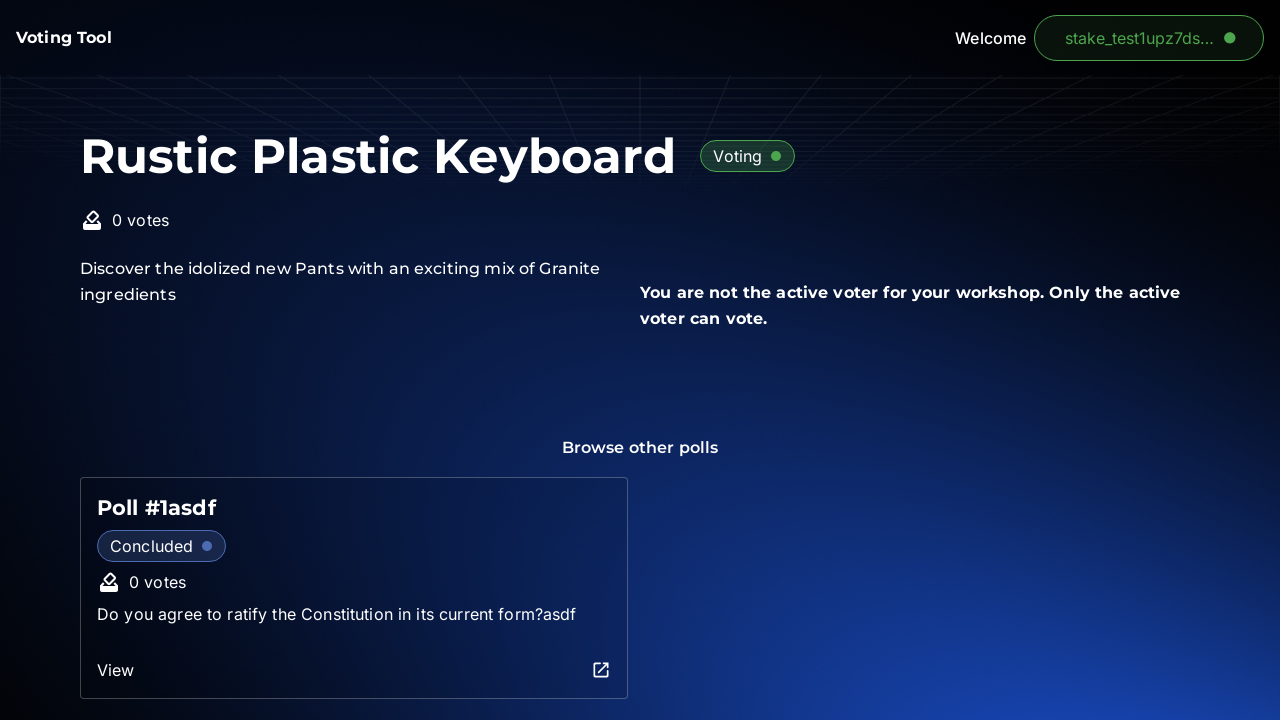 Voting Tool
Welcome
stake_test1upz7ds...
Rustic Plastic Keyboard
Voting
0 votes
Discover the idolized new Pants with an exciting mix of Granite
ingredients
You are not the active voter for your workshop. Only the active
voter can vote.
Browse other polls
Poll #1asdf
Concluded
0 votes
Do you agree to ratify the Constitution in its current form?asdf
View